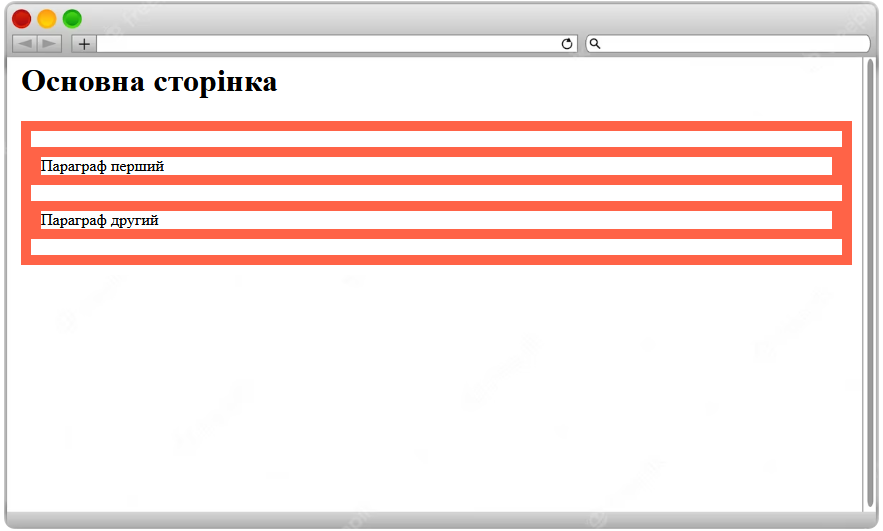 Основна сторінка
Параграф перший
Параграф другий